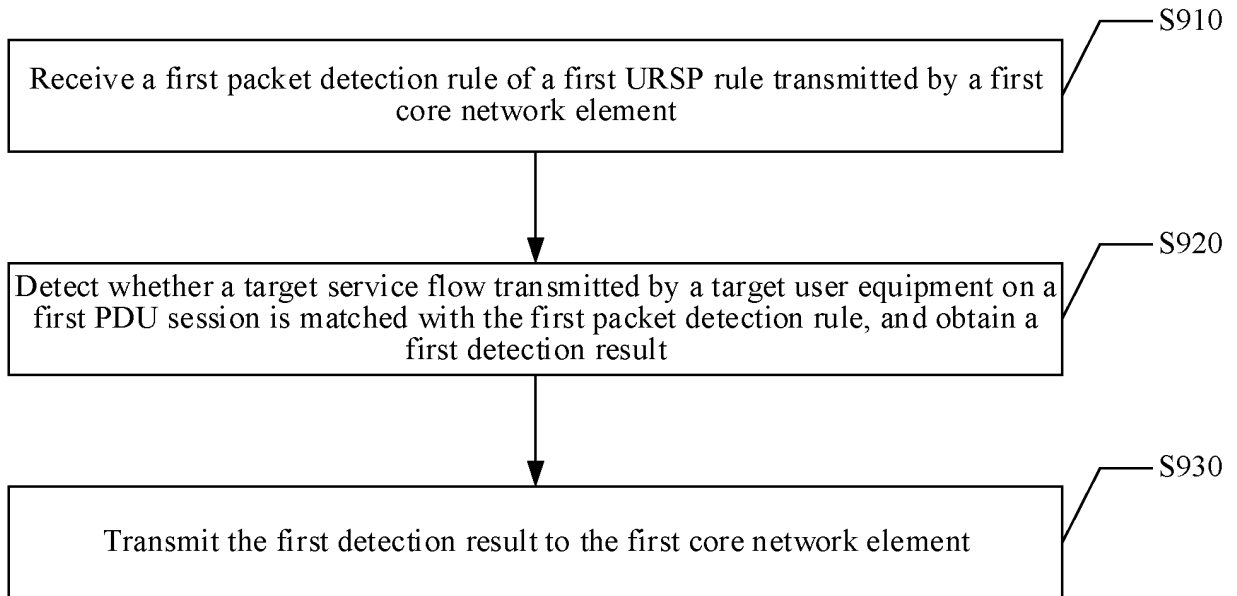 S910
Receive a first packet detection rule of a first URSP rule transmitted by a first
core network element
S920
Detect whether a target service flow transmitted by a target user equipment on a
first PDU session is matched with the first packet detection rule, and obtain a
first detection result
S930
Transmit the first detection result to the first core network element